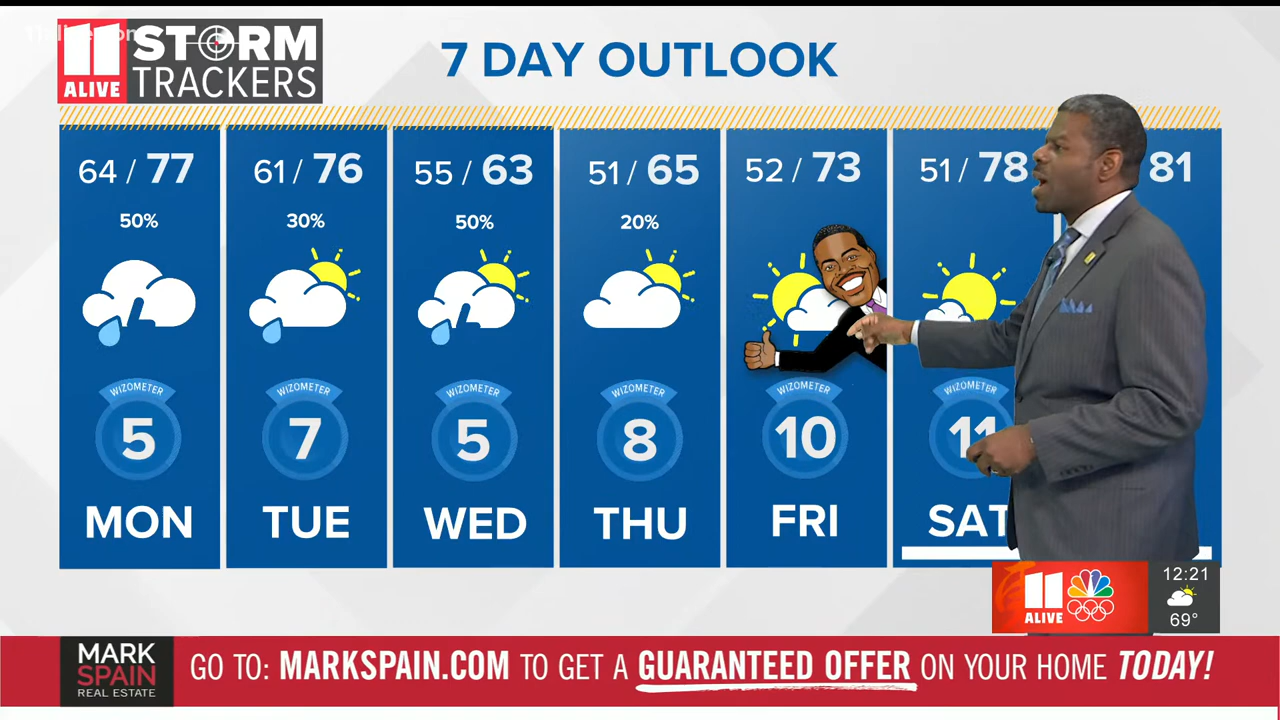 11
ALIVE
STORM
TRACKERS
7 DAY OUTLOOK
64 / 77
50%
WIZOMETER
5
MON
61 / 76
30%
WIZOMETER
7
TUE
55 / 63
50%
WIZOMETER
5
WED
51 / 65
20%
WIZOMETER
8
THU
52 / 73
WIZOMETER
10
FRI
51 / 78
WIZOMETER
11
SAT
81
11
ALIVE
12:21
69°
MARK
SPAIN
REAL ESTATE
GO TO: MARKSPAIN.COM TO GET A GUARANTEED OFFER ON YOUR HOME TODAY!